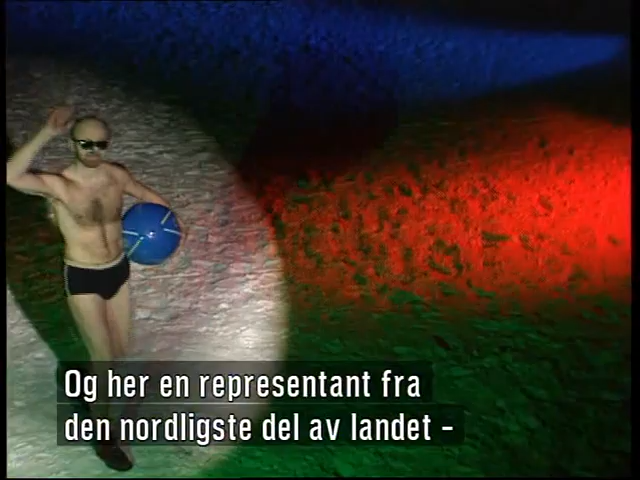 Og her en representant fra
den nordligste del av landet –